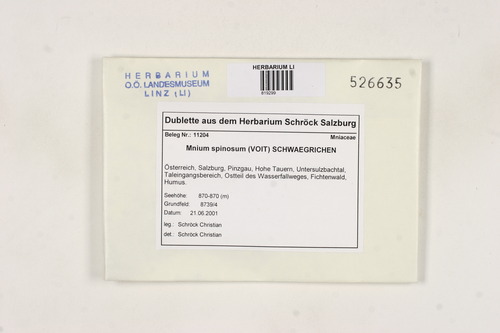 HERBARIUM
O.Ö. LANDESMUSEUM
LINZ (LI)
HERBARIUM LI
819299
526635
Dublette aus dem Herbarium Schröck Salzburg
Beleg Nr.: 11204 Mniaceae
Mnium spinosum (VOIT) SCHWAEGRICHEN
Österreich, Salzburg, Pinzgau, Hohe Tauern, Untersulzbachtal,
Taleingangsbereich, Ostteil des Wasserfallweges, Fichtenwald,
Humus.
Seehöhe: 870-870 (m)
Grundfeld: 8739/4
Datum: 21.06.2001
leg.: Schröck Christian
det.: Schröck Christian